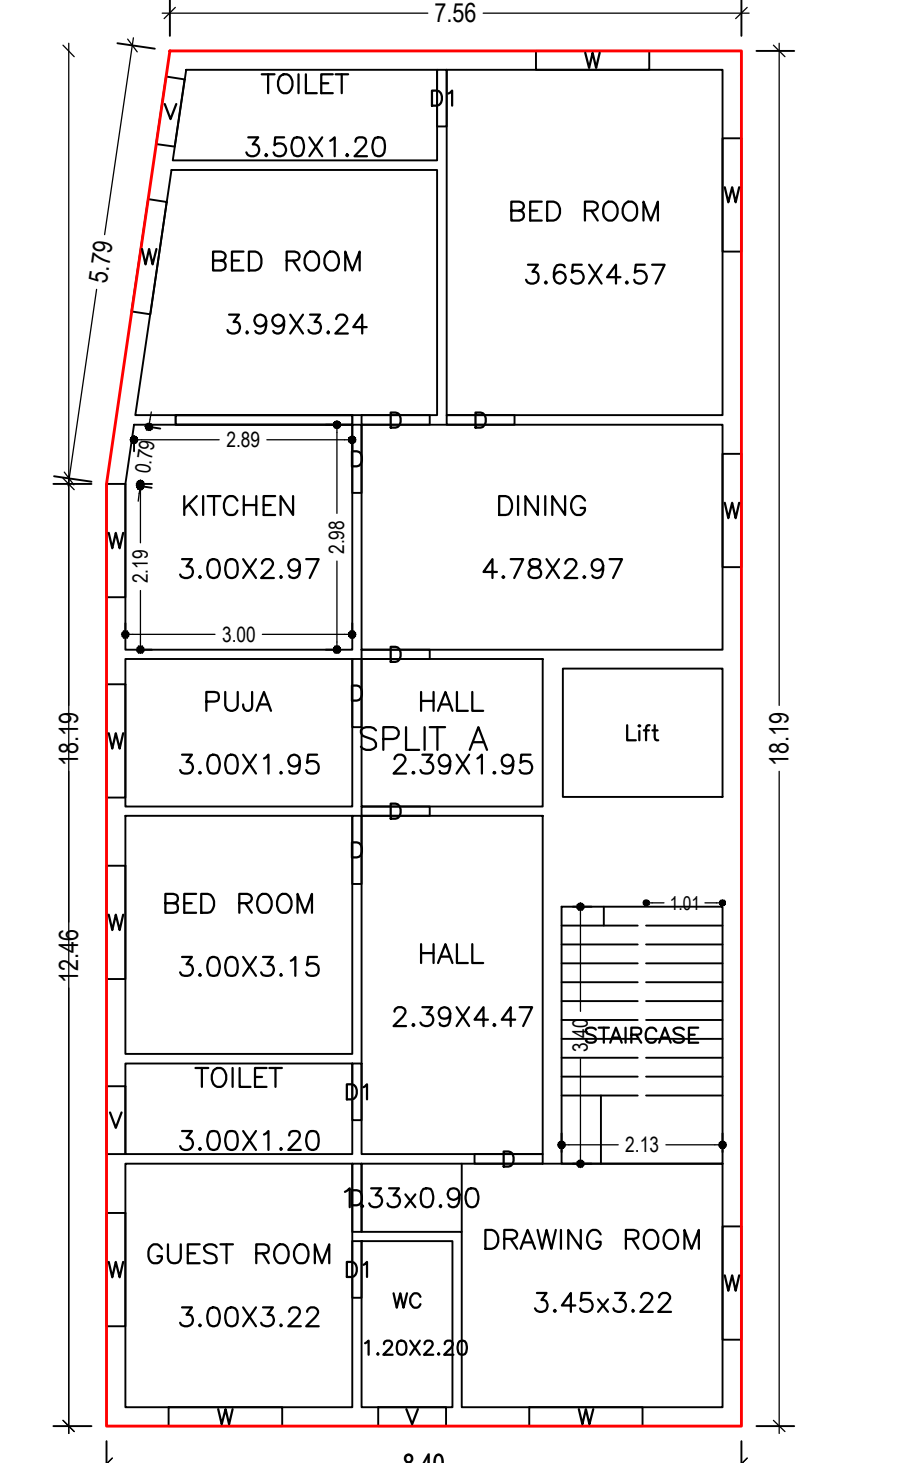 7.56
W
TOILET
D1
V
3.50X1.20
W
BED ROOM
W
5.79
BED ROOM
3.65X4.57
3.99X3.24
D
D
2.89
0.79
D
KITCHEN
DINING
W
W
2.98
2.19
3.00X2.97
4.78X2.97
3.00
D
PUJA
D
HALL
18.19
W
SPLIT A
Lift
18.19
3.00X1.95
2.39X1.95
D
D
BED ROOM
1.01
W
12.46
HALL
3.00X3.15
2.39X4.47
3.40
STAIRCASE
TOILET
D1
V
3.00X1.20
2.13
D
D
1.33x0.90
GUEST ROOM
DRAWING ROOM
W
D1
W
WC
3.00X3.22
3.45x3.22
1.20X2.20
W
V
W
8.40